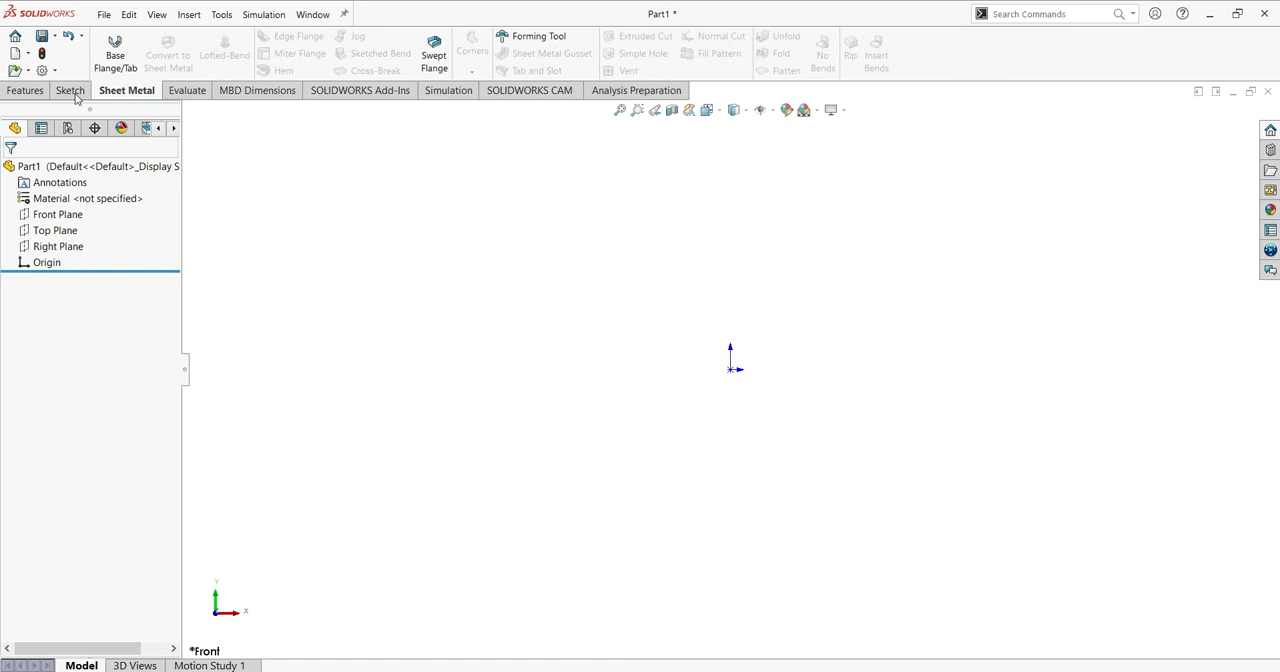 SOLIDWORKS File Edit View Insert Tools Simulation Window Part1 * Search Commands
Base Flange/Tab
Convert to Sheet Metal
Lofted-Bend
Edge Flange
Miter Flange
Hem
Jog
Sketched Bend
Cross-Break
Swept Flange
Corners
Forming Tool
Sheet Metal Gusset
Tab and Slot
Extruded Cut
Simple Hole
Vent
Normal Cut
Fill Pattern
Unfold
Fold
Flatten
No Bends
Rip
Insert Bends
Features Sketch Sheet Metal Evaluate MBD Dimensions SOLIDWORKS Add-Ins Simulation SOLIDWORKS CAM Analysis Preparation
Part1 (Default<<Default>_Display S
Annotations
Material <not specified>
Front Plane
Top Plane
Right Plane
Origin
Y
X
*Front
Model 3D Views Motion Study 1